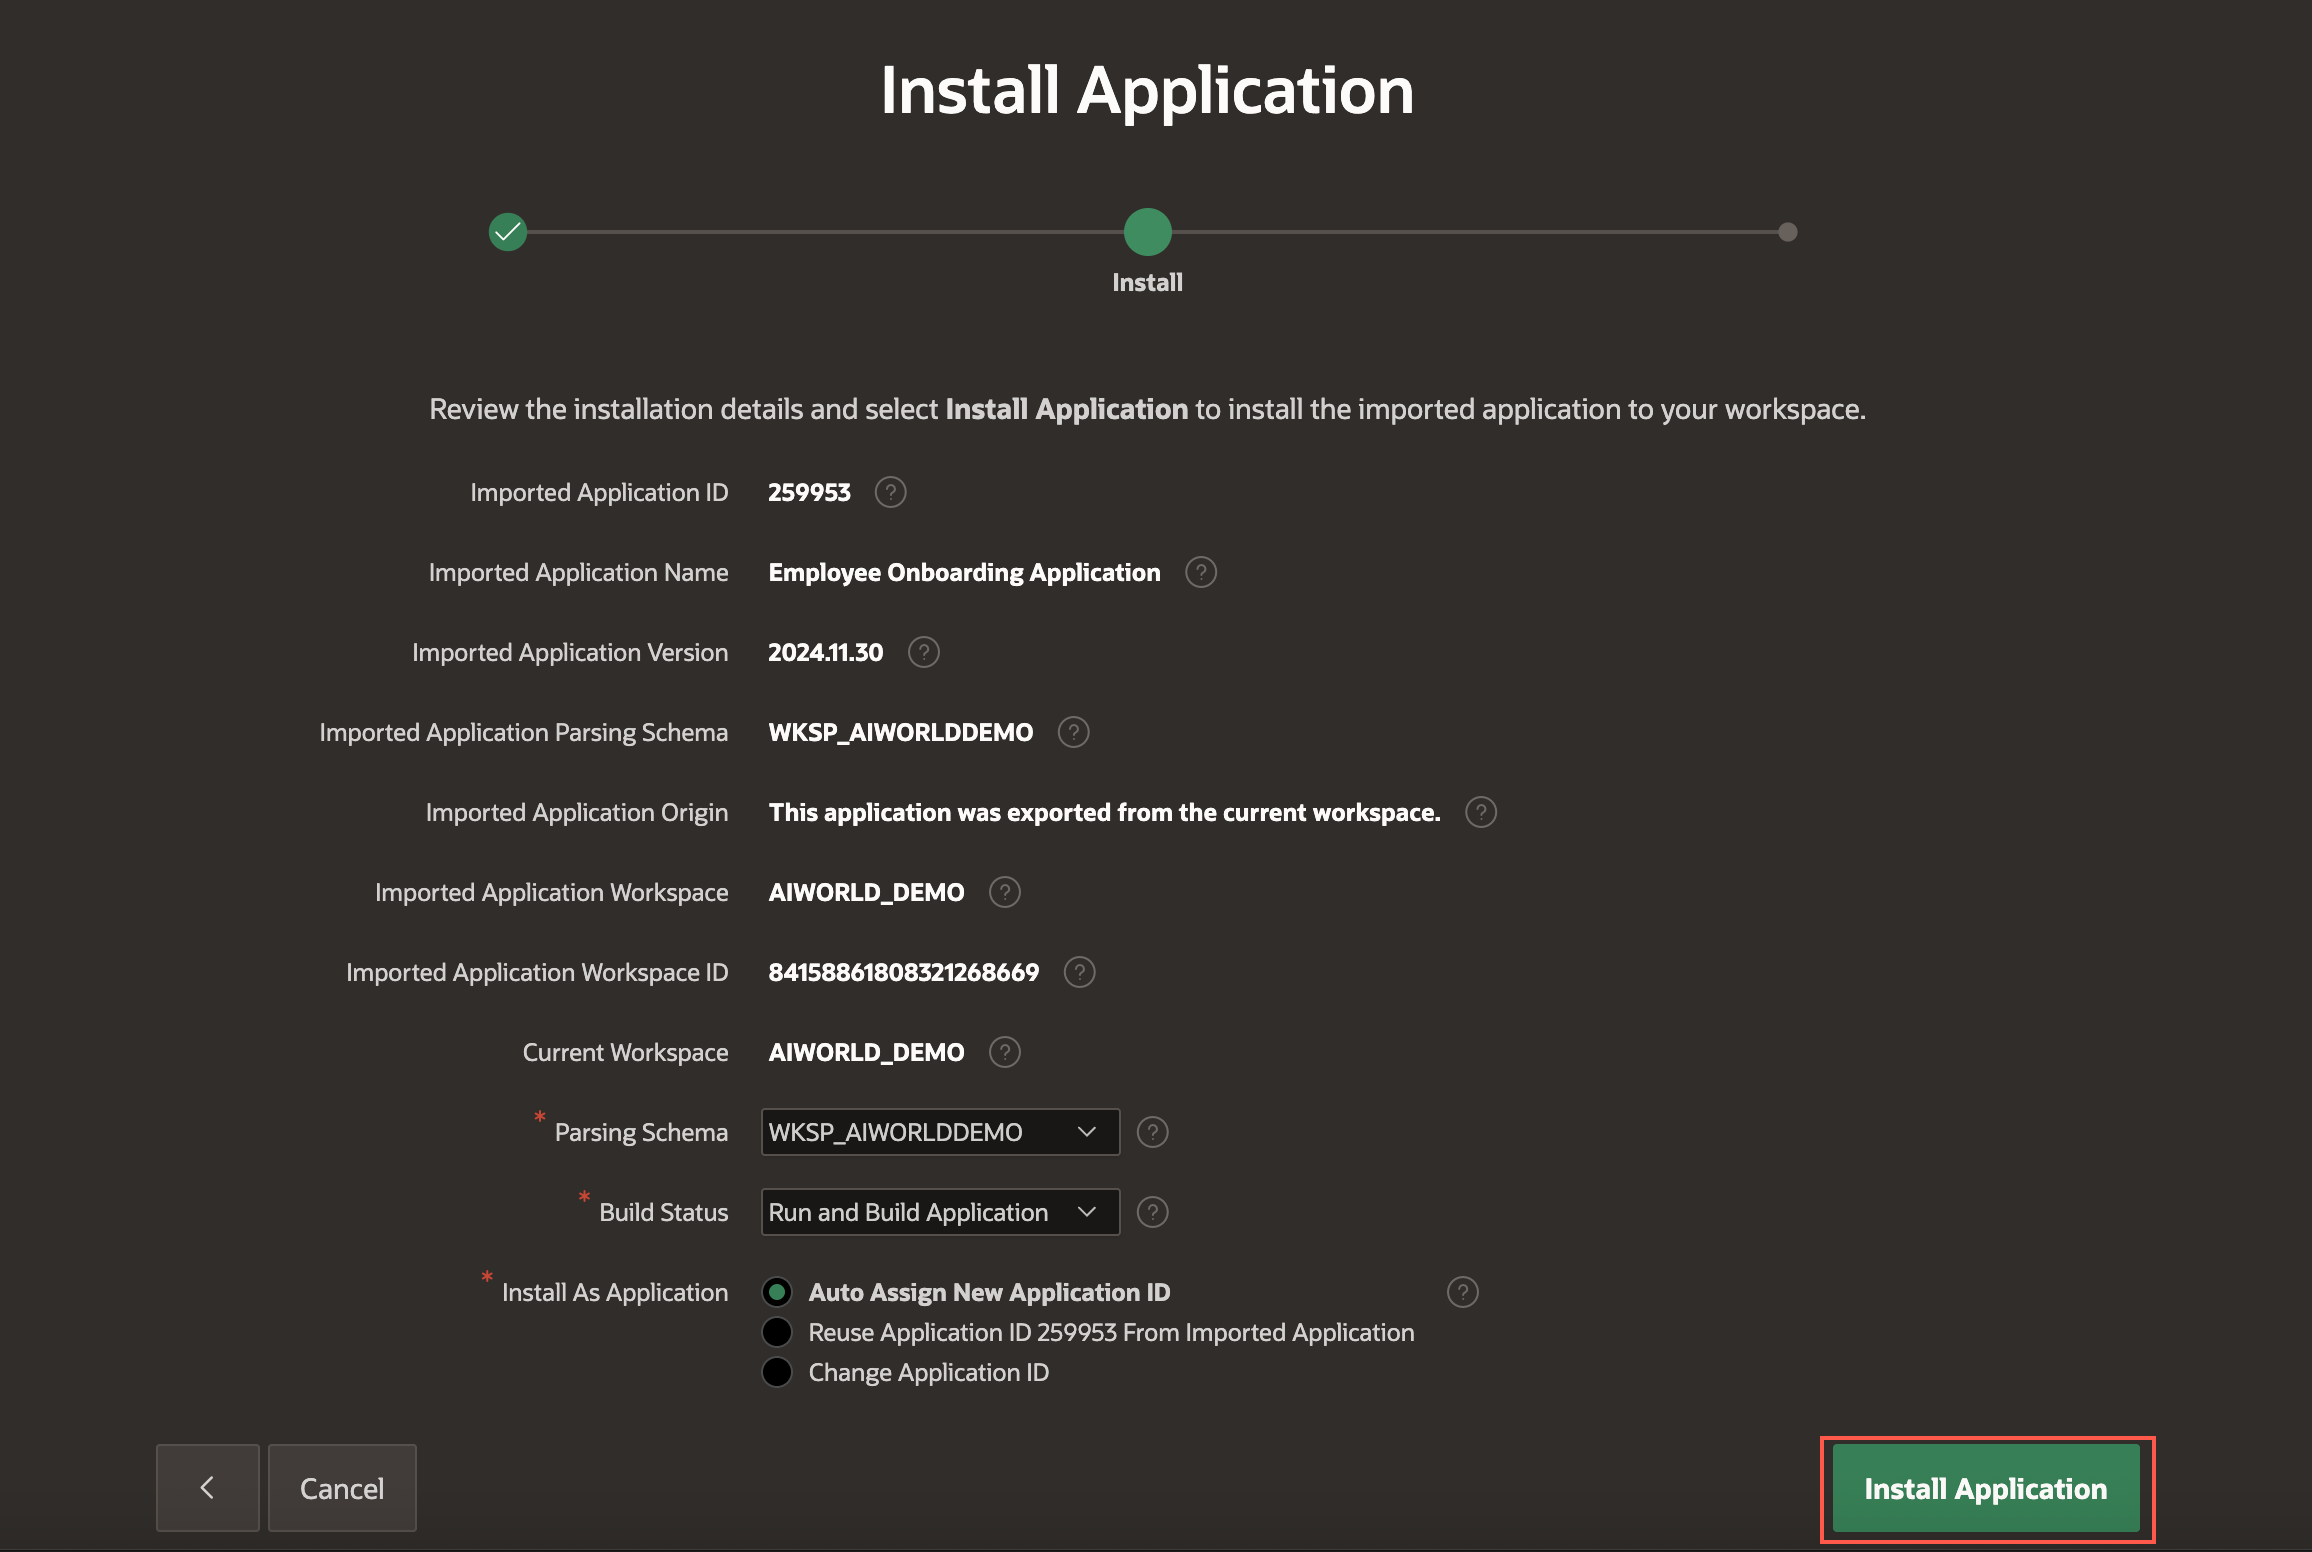 Install Application
Install
Review the installation details and select Install Application to install the imported application to your workspace.
Imported Application ID 259953 ?
Imported Application Name Employee Onboarding Application ?
Imported Application Version 2024.11.30 ?
Imported Application Parsing Schema WKSP_AIWORLDDEMO ?
Imported Application Origin This application was exported from the current workspace. ?
Imported Application Workspace AIWORLD_DEMO ?
Imported Application Workspace ID 84158861808321268669 ?
Current Workspace AIWORLD_DEMO ?
* Parsing Schema WKSP_AIWORLDDEMO ?
* Build Status Run and Build Application ?
* Install As Application Auto Assign New Application ID ?
Reuse Application ID 259953 From Imported Application
Change Application ID
Cancel Install Application